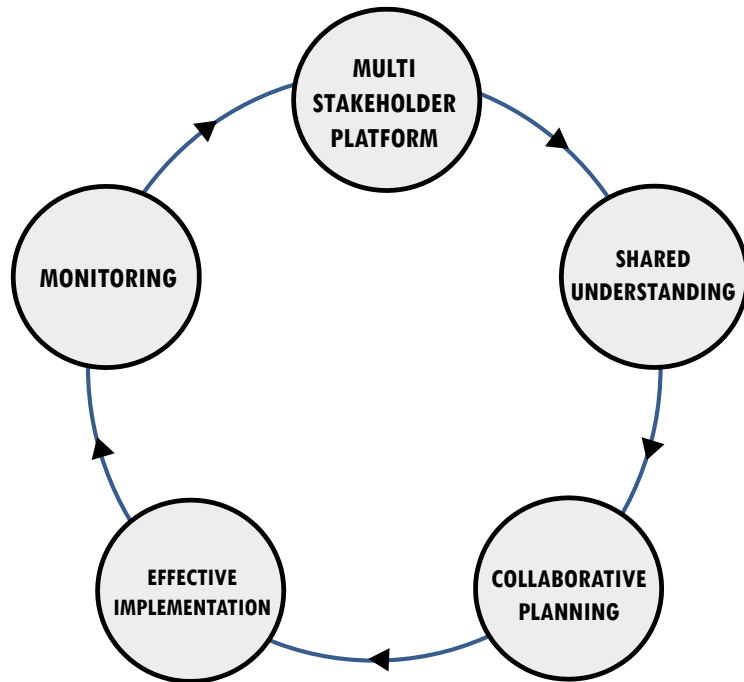 MULTI
STAKEHOLDER
PLATFORM
SHARED
UNDERSTANDING
COLLABORATIVE
PLANNING
EFFECTIVE
IMPLEMENTATION
MONITORING